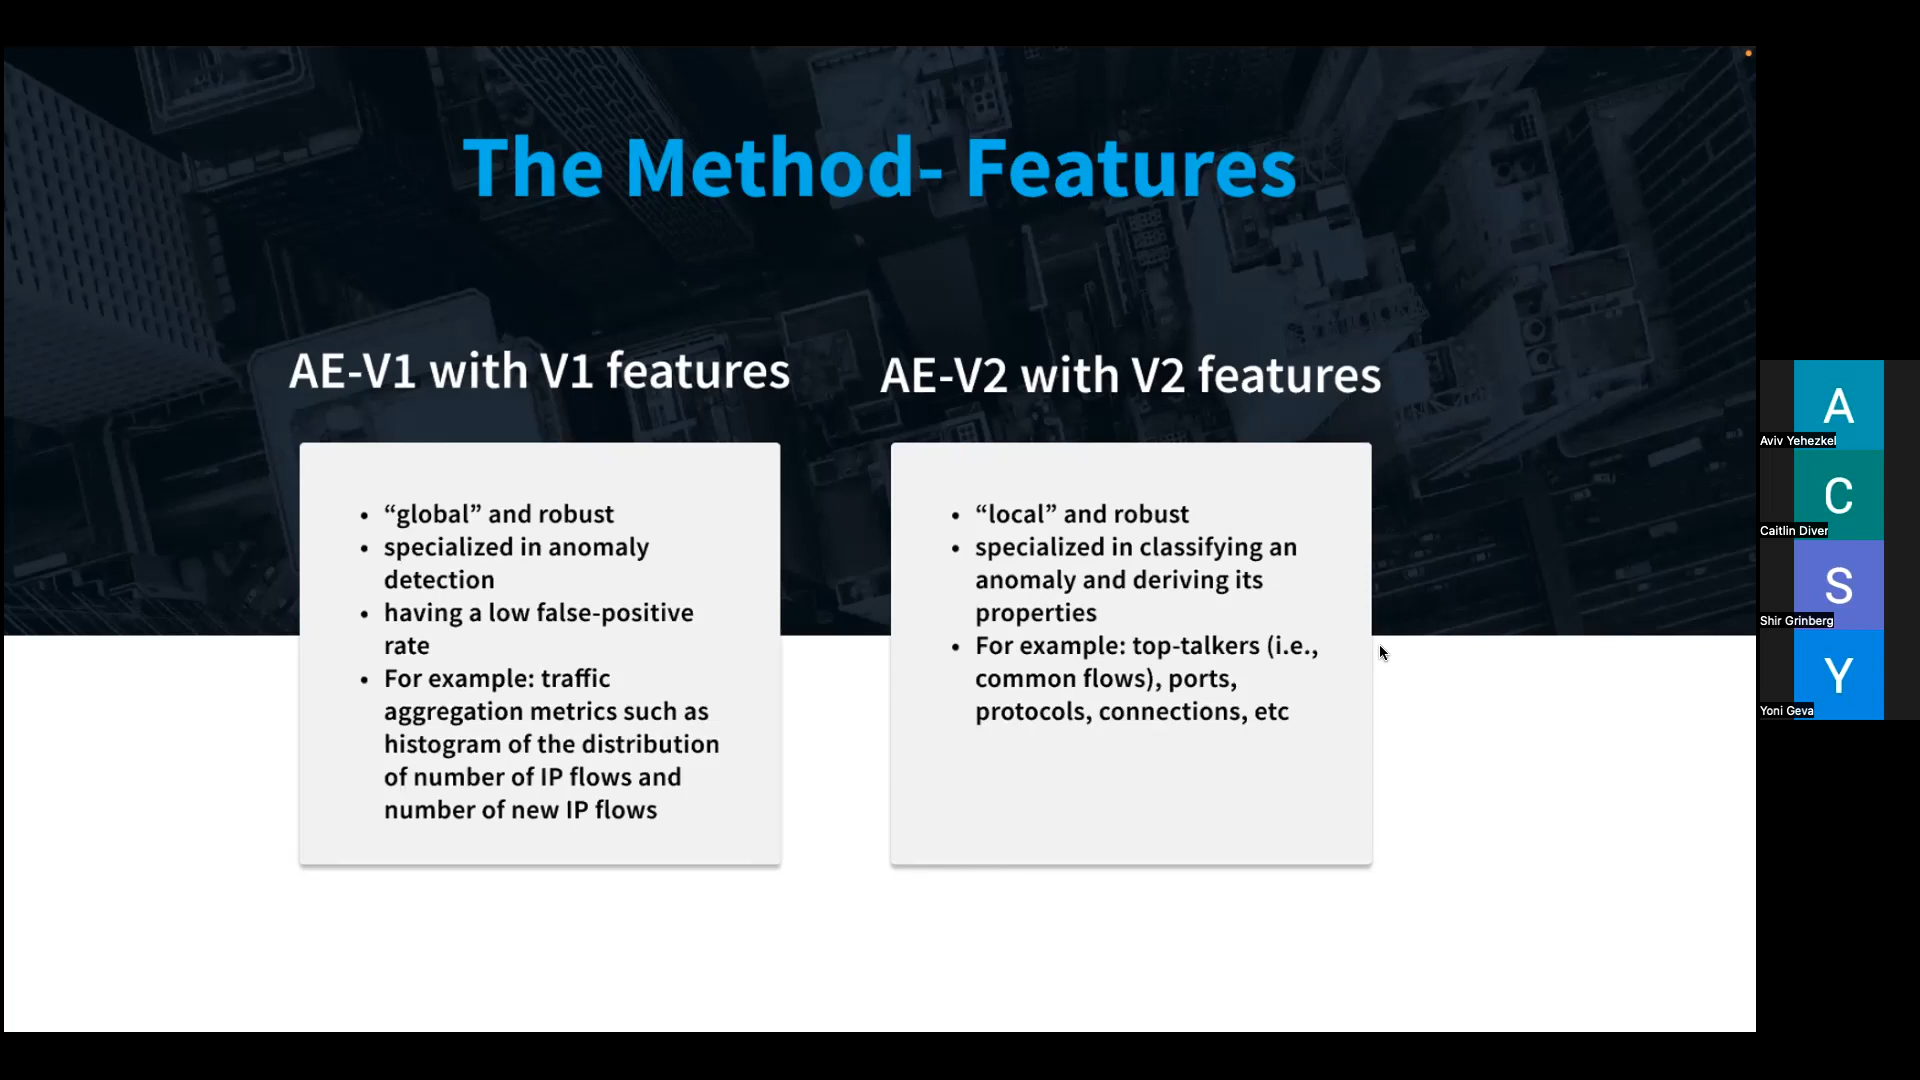 The Method- Features
AE-V1 with V1 features
• “global” and robust
• specialized in anomaly
detection
• having a low false-positive
rate
• For example: traffic
aggregation metrics such as
histogram of the distribution
of number of IP flows and
number of new IP flows
AE-V2 with V2 features
• “local” and robust
• specialized in classifying an
anomaly and deriving its
properties
• For example: top-talkers (i.e.,
common flows), ports,
protocols, connections, etc
A
Aviv Yehezkel
C
Caitlin Diver
S
Shir Grinberg
Y
Yoni Geva